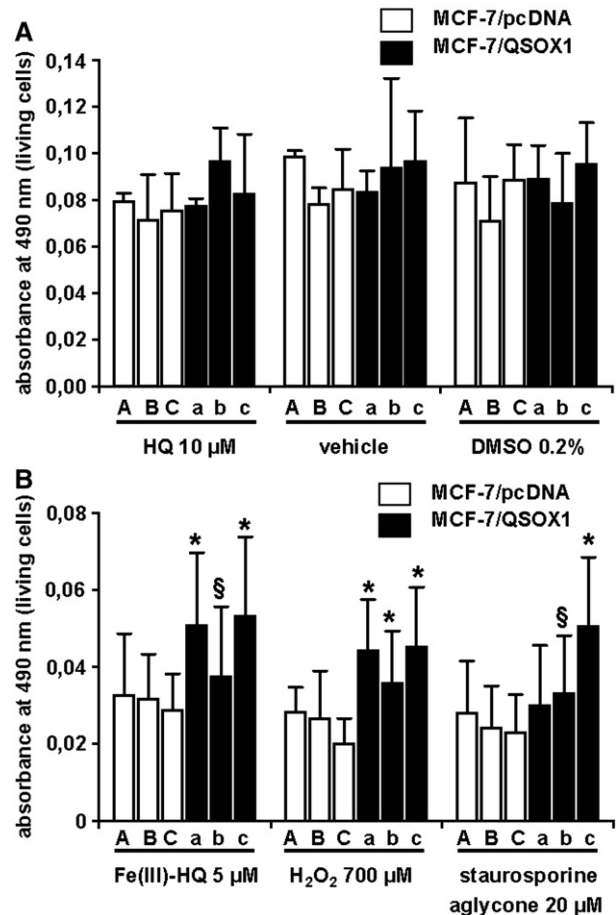 A
MCF-7/pcDNA
MCF-7/QSOX1
absorbance at 490 nm (living cells)
0,14
0,12
0,10
0,08
0,06
0,04
0,02
0,00
A B C a b c A B C a b c A B C a b c
HQ 10 µM vehicle DMSO 0.2%
B
MCF-7/pcDNA
MCF-7/QSOX1
absorbance at 490 nm (living cells)
0,08
0,06
0,04
0,02
0
* § * * * * § *
A B C a b c A B C a b c A B C a b c
Fe(III)-HQ 5 µM H₂O₂ 700 µM staurosporine
aglycone 20 µM